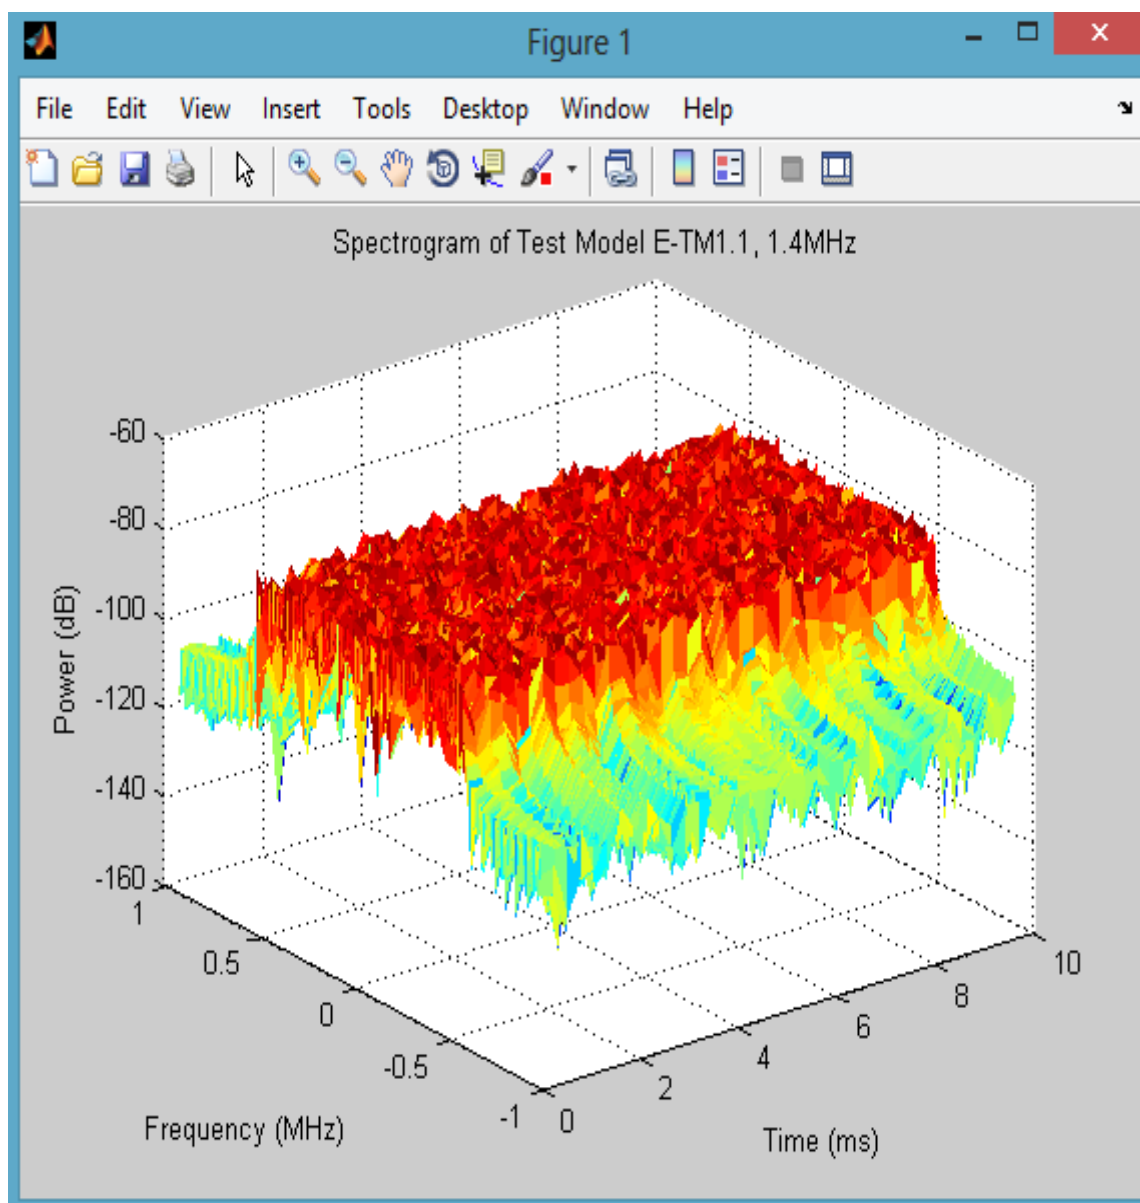 Figure 1
File Edit View Insert Tools Desktop Window Help
Spectrogram of Test Model E-TM1.1, 1.4MHz
-60
-80
-100
-120
-140
-160
Power (dB)
1
0.5
0
-0.5
-1
Frequency (MHz)
0
2
4
6
8
10
Time (ms)